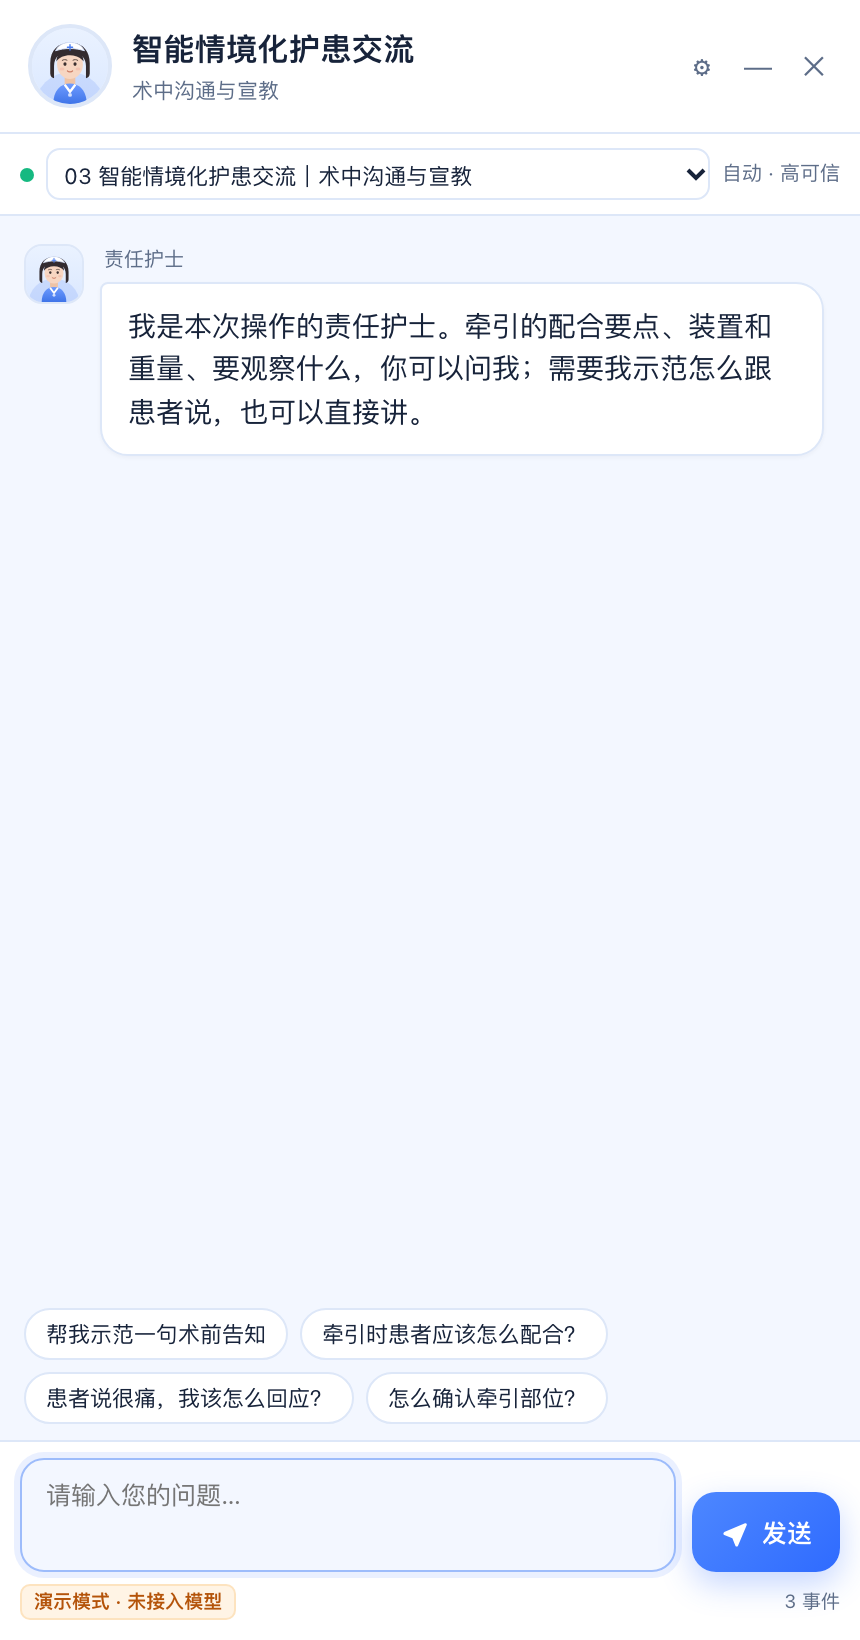 智能情境化护患交流
术中沟通与宣教
03 智能情境化护患交流｜术中沟通与宣教
自动 · 高可信
责任护士
我是本次操作的责任护士。牵引的配合要点、装置和
重量、要观察什么，你可以问我；需要我示范怎么跟
患者说，也可以直接讲。
帮我示范一句术前告知
牵引时患者应该怎么配合？
患者说很痛，我该怎么回应？
怎么确认牵引部位？
请输入您的问题...
发送
演示模式 · 未接入模型
3 事件